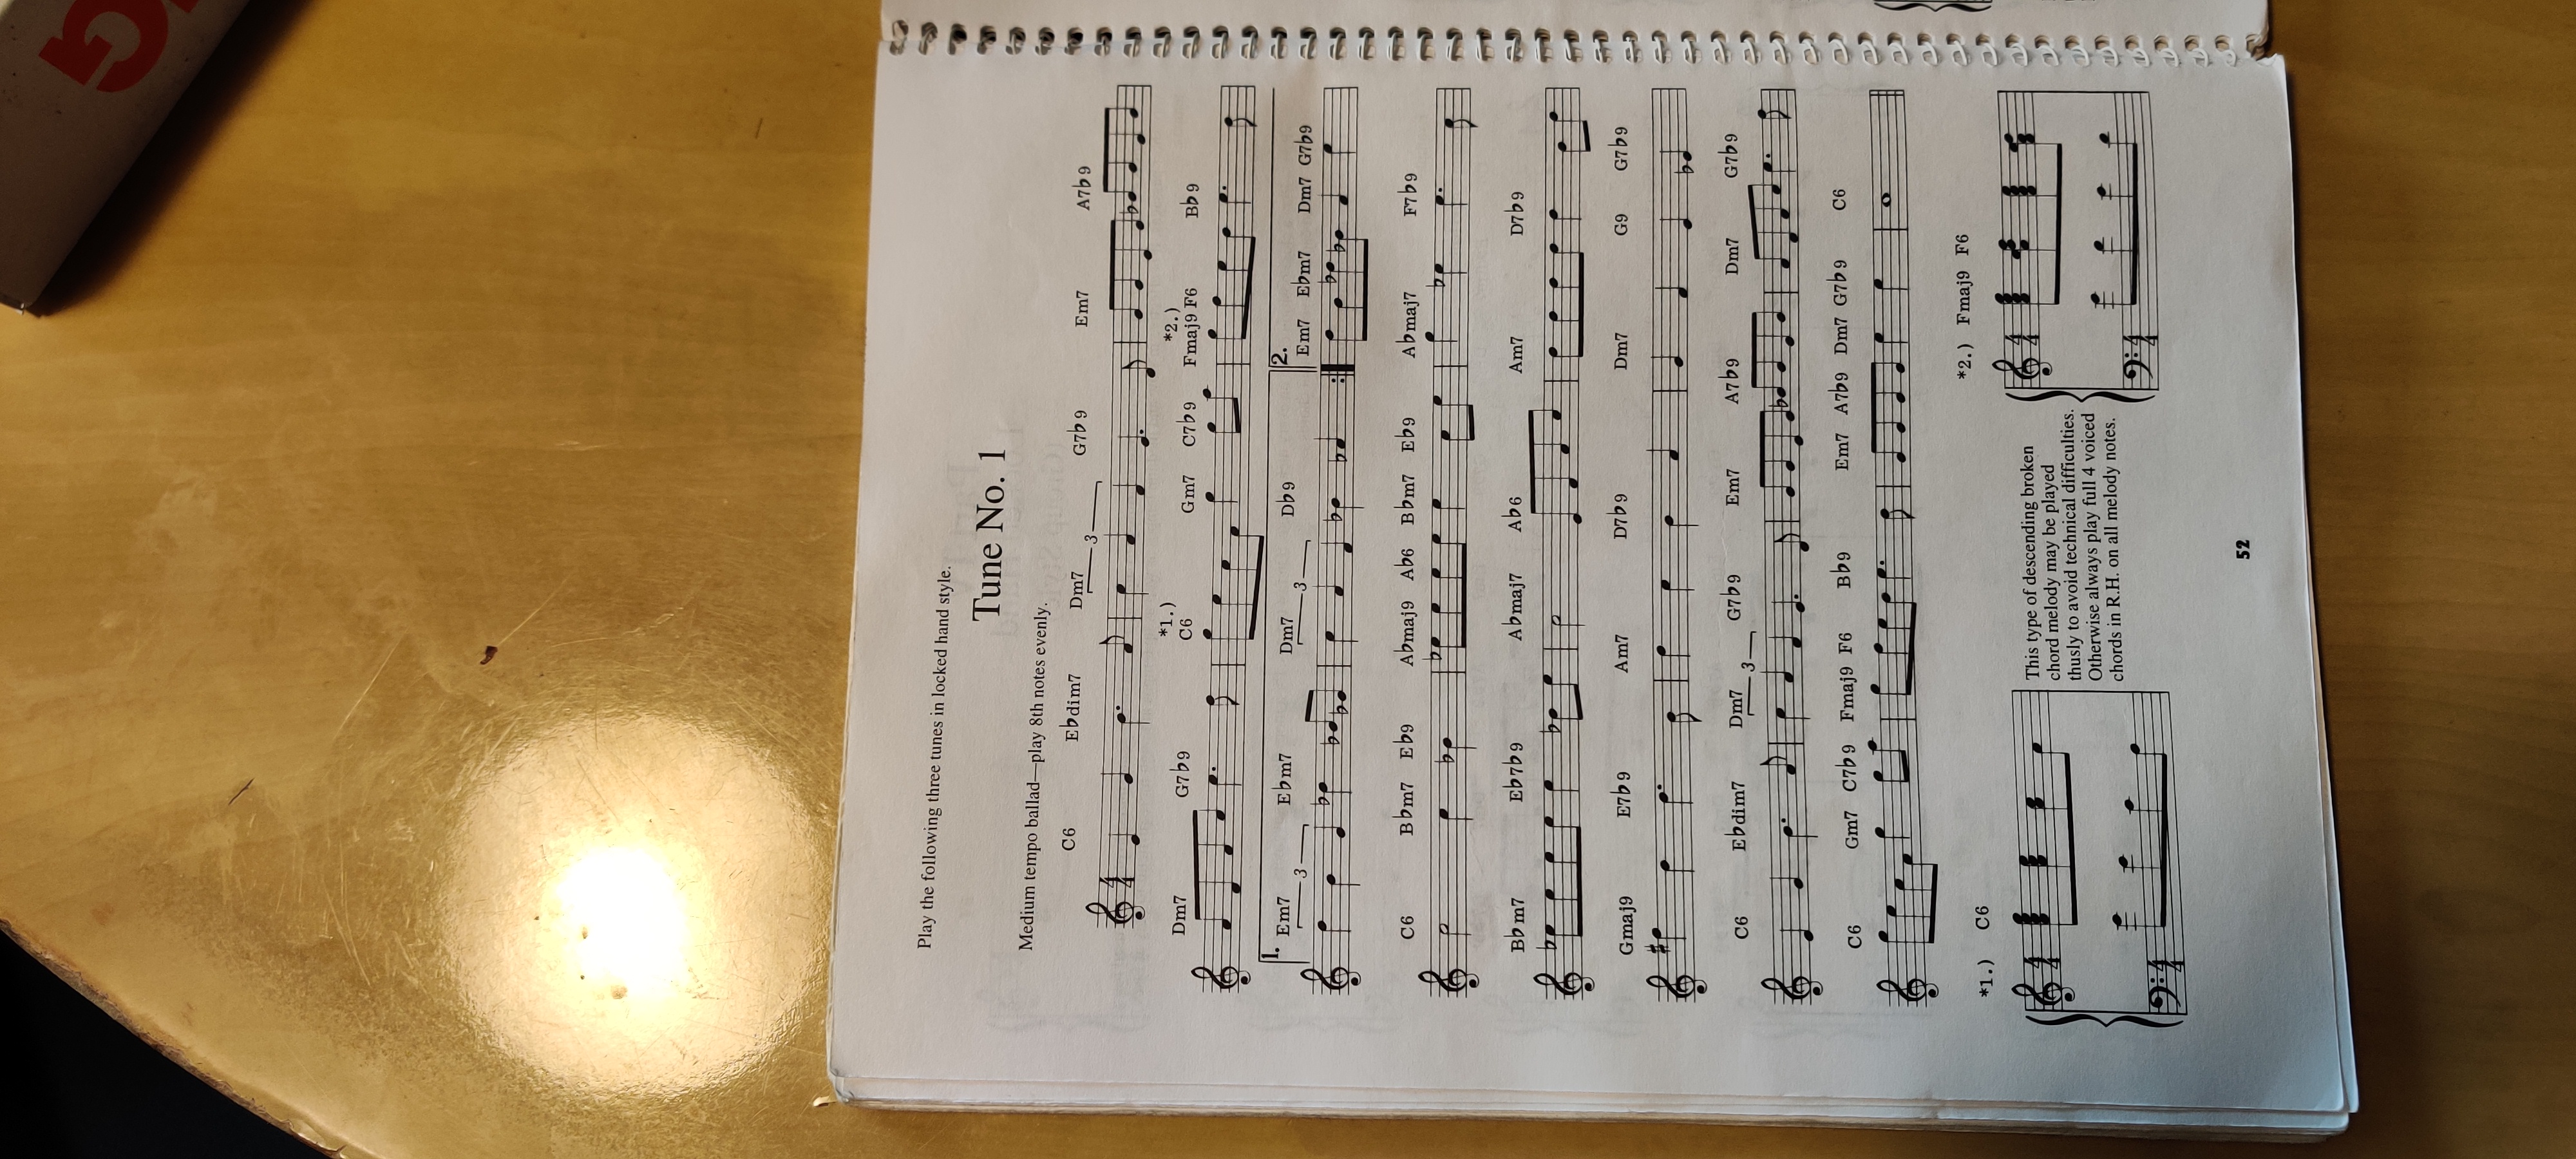 Play the following three tunes in locked hand style.
Tune No. 1
Medium tempo ballad—play 8th notes evenly.
C6 E♭dim7 Dm7 G7♭9 Em7 A7♭9
3
*1.) *2.)
Dm7 G7♭9 C6 Gm7 C7♭9 Fmaj9 F6 B♭9
1. 2.
Em7 E♭m7 Dm7 D♭9 Em7 E♭m7 Dm7 G7♭9
3 3
C6 B♭m7 E♭9 A♭maj9 A♭6 B♭m7 E♭9 A♭maj7 F7♭9
B♭m7 E♭7♭9 A♭maj7 A♭6 Am7 D7♭9
Gmaj9 E7♭9 Am7 D7♭9 Dm7 G9 G7♭9
C6 E♭dim7 Dm7 G7♭9 Em7 A7♭9 Dm7 G7♭9
3
C6 Gm7 C7♭9 Fmaj9 F6 B♭9 Em7 A7♭9 Dm7 G7♭9 C6
*1.) C6
This type of descending broken
chord melody may be played
thusly to avoid technical difficulties.
Otherwise always play full 4 voiced
chords in R.H. on all melody notes.
*2.) Fmaj9 F6
52